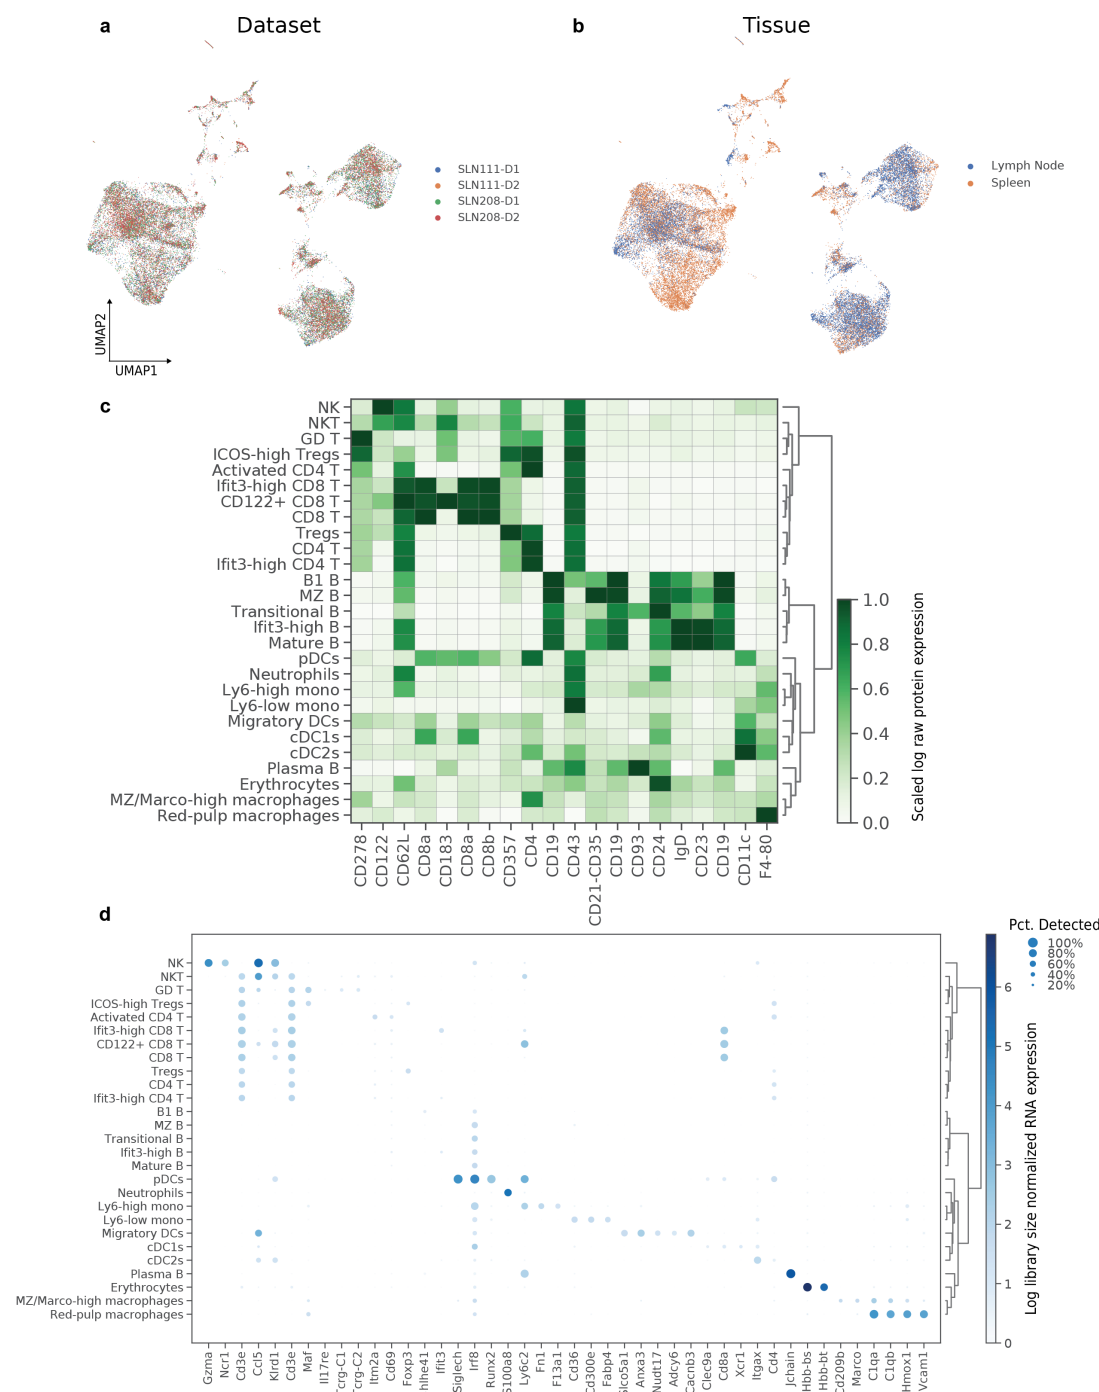 a
Dataset
b
Tissue
SLN111-D1
SLN111-D2
SLN208-D1
SLN208-D2
Lymph Node
Spleen
UMAP2
UMAP1
c
NK
NKT
GD T
ICOS-high Tregs
Activated CD4 T
Ifit3-high CD8 T
CD122+ CD8 T
CD8 T
Tregs
CD4 T
Ifit3-high CD4 T
B1 B
MZ B
Transitional B
Ifit3-high B
Mature B
pDCs
Neutrophils
Ly6-high mono
Ly6-low mono
Migratory DCs
cDC1s
cDC2s
Plasma B
Erythrocytes
MZ/Marco-high macrophages
Red-pulp macrophages
CD278
CD122
CD62L
CD8a
CD183
CD8a
CD8b
CD357
CD4
CD19
CD43
CD21-CD35
CD19
CD93
CD24
IgD
CD23
CD19
CD11c
F4-80
1.0
0.8
0.6
0.4
0.2
0.0
Scaled log raw protein expression
d
NK
NKT
GD T
ICOS-high Tregs
Activated CD4 T
Ifit3-high CD8 T
CD122+ CD8 T
CD8 T
Tregs
CD4 T
Ifit3-high CD4 T
B1 B
MZ B
Transitional B
Ifit3-high B
Mature B
pDCs
Neutrophils
Ly6-high mono
Ly6-low mono
Migratory DCs
cDC1s
cDC2s
Plasma B
Erythrocytes
MZ/Marco-high macrophages
Red-pulp macrophages
Gzma
Ncr1
Cd3e
Ccl5
Klrd1
Cd3e
Maf
Il17re
Tcrg-C1
Tcrg-C2
Itm2a
Cd69
Foxp3
hlhe41
Ifit3
Siglech
Irf8
Runx2
S100a8
Ly6c2
Fn1
F13a1
Cd36
Cd300e
Fabp4
Slco5a1
Anxa3
Nudt17
Adcy6
Cacnb3
Clec9a
Cd8a
Xcr1
Itgax
Cd4
Jchain
Hbb-bs
Hbb-bt
Cd209b
Marco
C1qa
C1qb
Hmox1
Vcam1
Pct. Detected
100%
80%
60%
40%
20%
6
5
4
3
2
1
0
Log library size normalized RNA expression